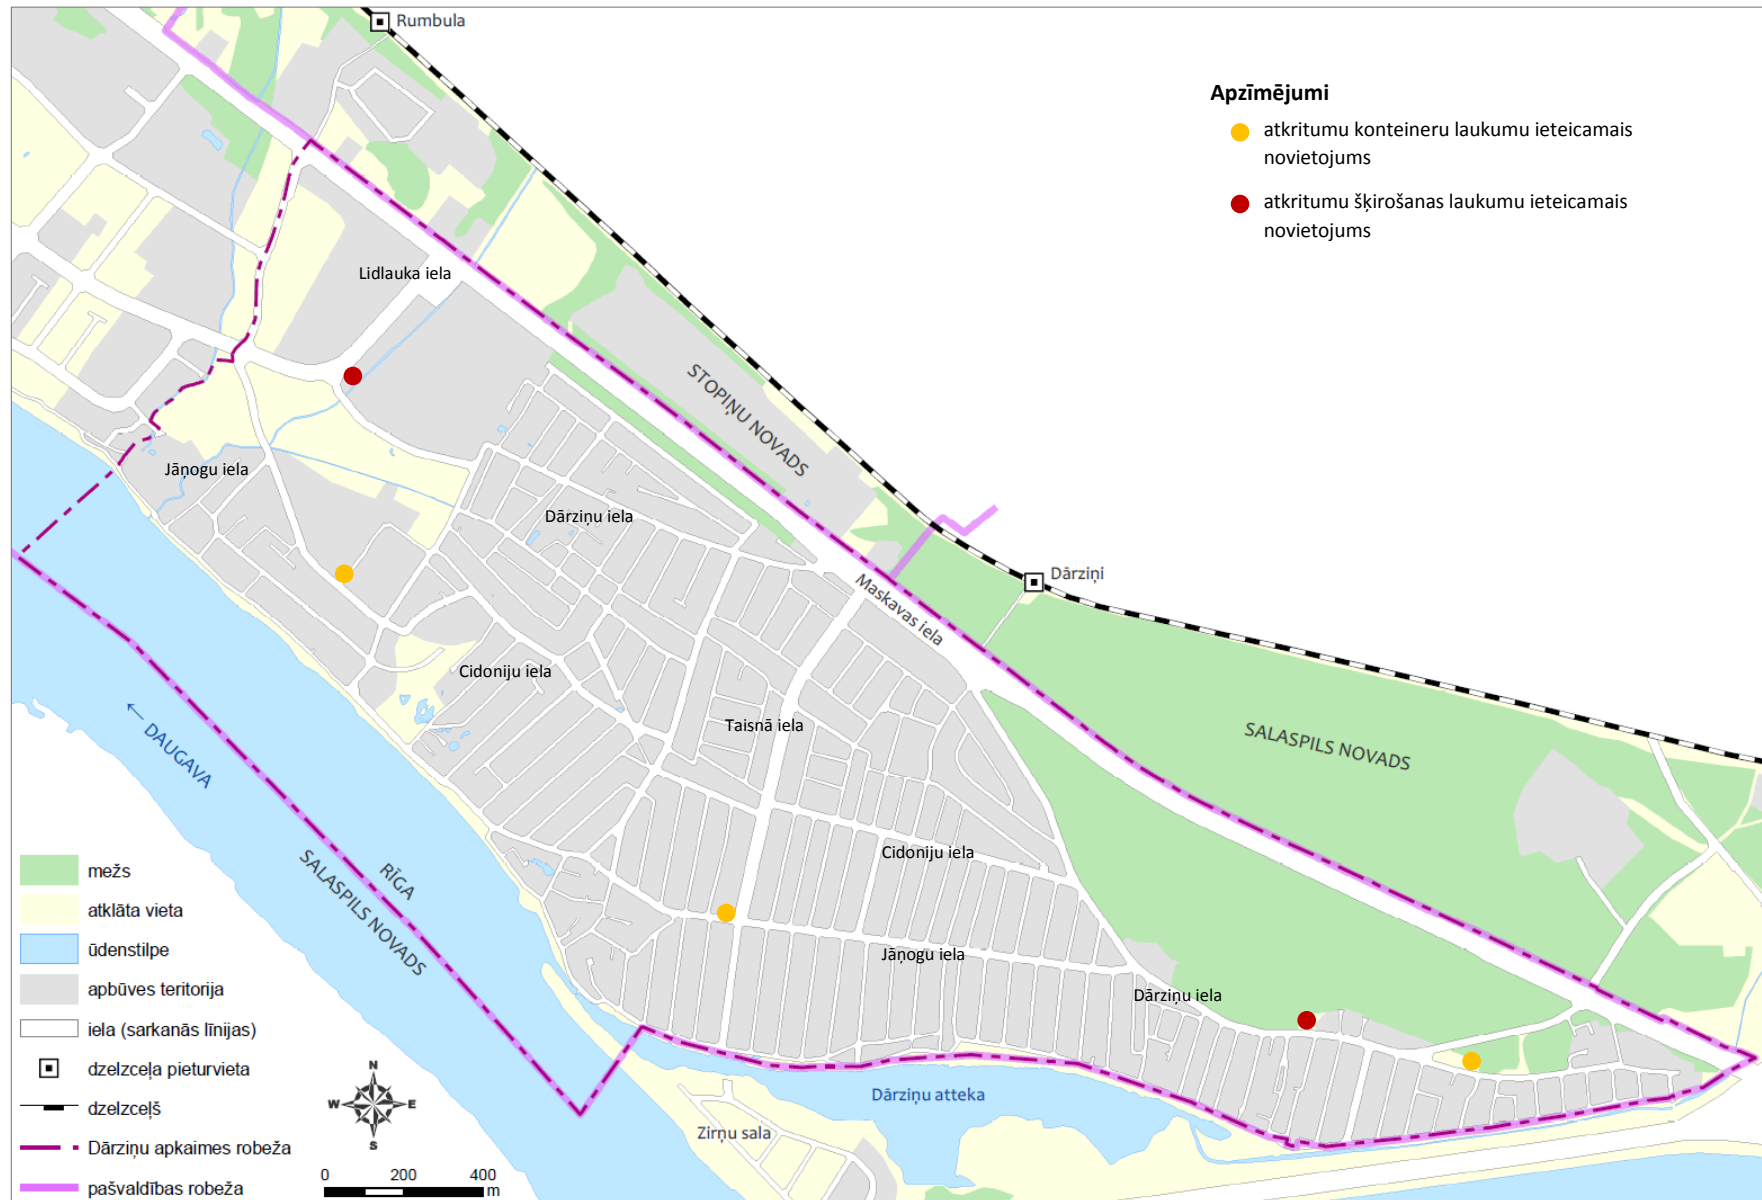 Rumbula
Apzīmējumi
atkritumu konteineru laukumu ieteicamais
novietojums
atkritumu šķirošanas laukumu ieteicamais
novietojums
Lidlauka iela
STOPIŅU NOVADS
Jāņogu iela
Dārziņu iela
Dārziņi
Maskavas iela
Cidoniju iela
Taisnā iela
← DAUGAVA
SALASPILS NOVADS
Cidoniju iela
RĪGA
SALASPILS NOVADS
Jāņogu iela
Dārziņu iela
Dārziņu atteka
Zirņu sala
mežs
atklāta vieta
ūdenstilpe
apbūves teritorija
iela (sarkanās līnijas)
dzelzceļa pieturvieta
dzelzceļš
Dārziņu apkaimes robeža
pašvaldības robeža
N
W E
S
0 200 400
m